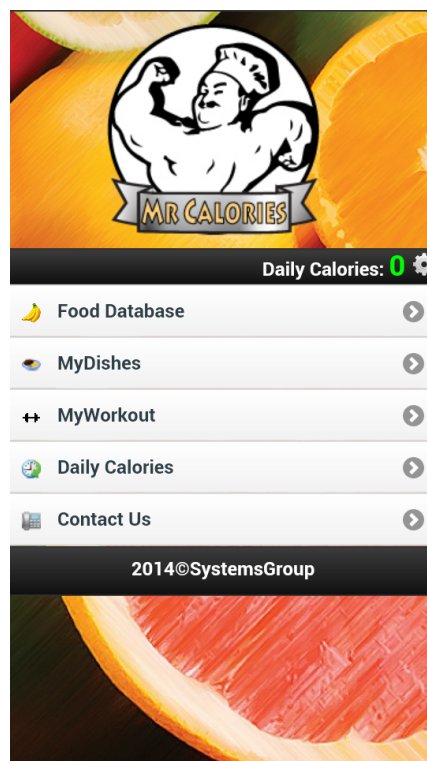 MR CALORIES
Daily Calories: 0
Food Database
MyDishes
MyWorkout
Daily Calories
Contact Us
2014©SystemsGroup